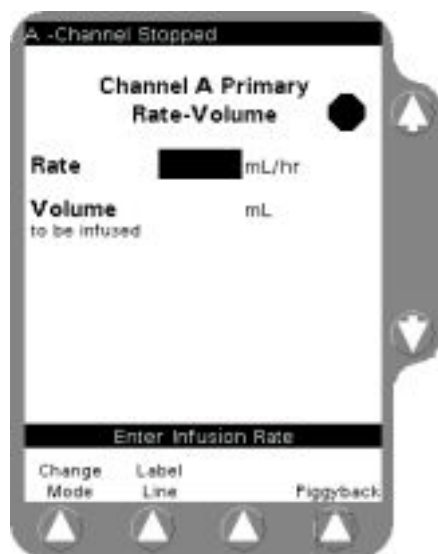 A -Channel Stopped
Channel A Primary
Rate-Volume
Rate mL/hr
Volume mL
to be infused
Enter Infusion Rate
Change Label
Mode Line Piggyback